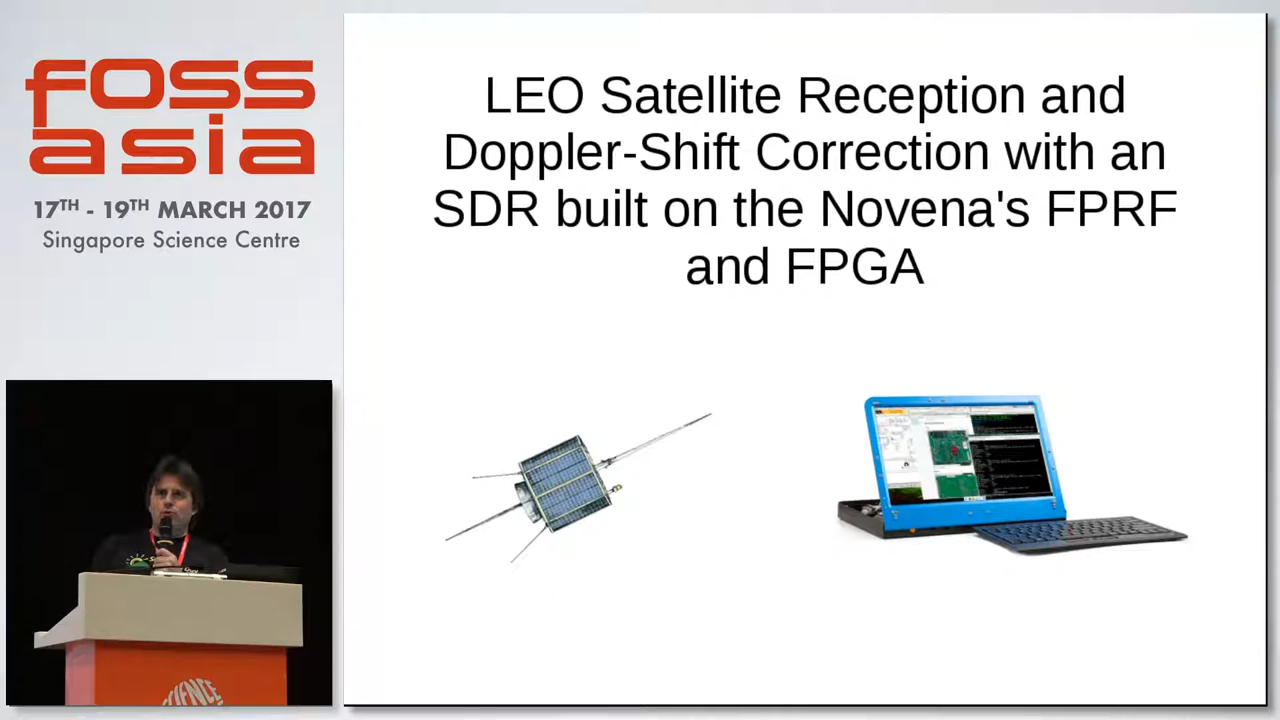 foss
asia
17TH - 19TH MARCH 2017
Singapore Science Centre
LEO Satellite Reception and
Doppler-Shift Correction with an
SDR built on the Novena's FPRF
and FPGA
SCIENCE